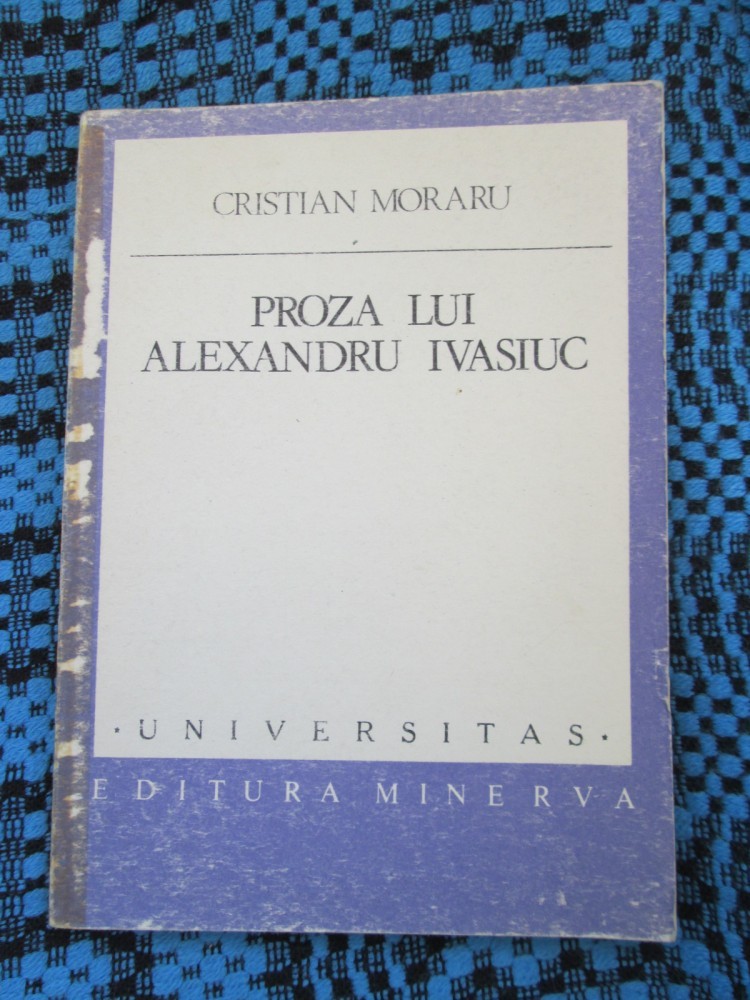 CRISTIAN MORARU
PROZA LUI
ALEXANDRU IVASIUC
· UNIVERSITAS ·
EDITURA MINERVA